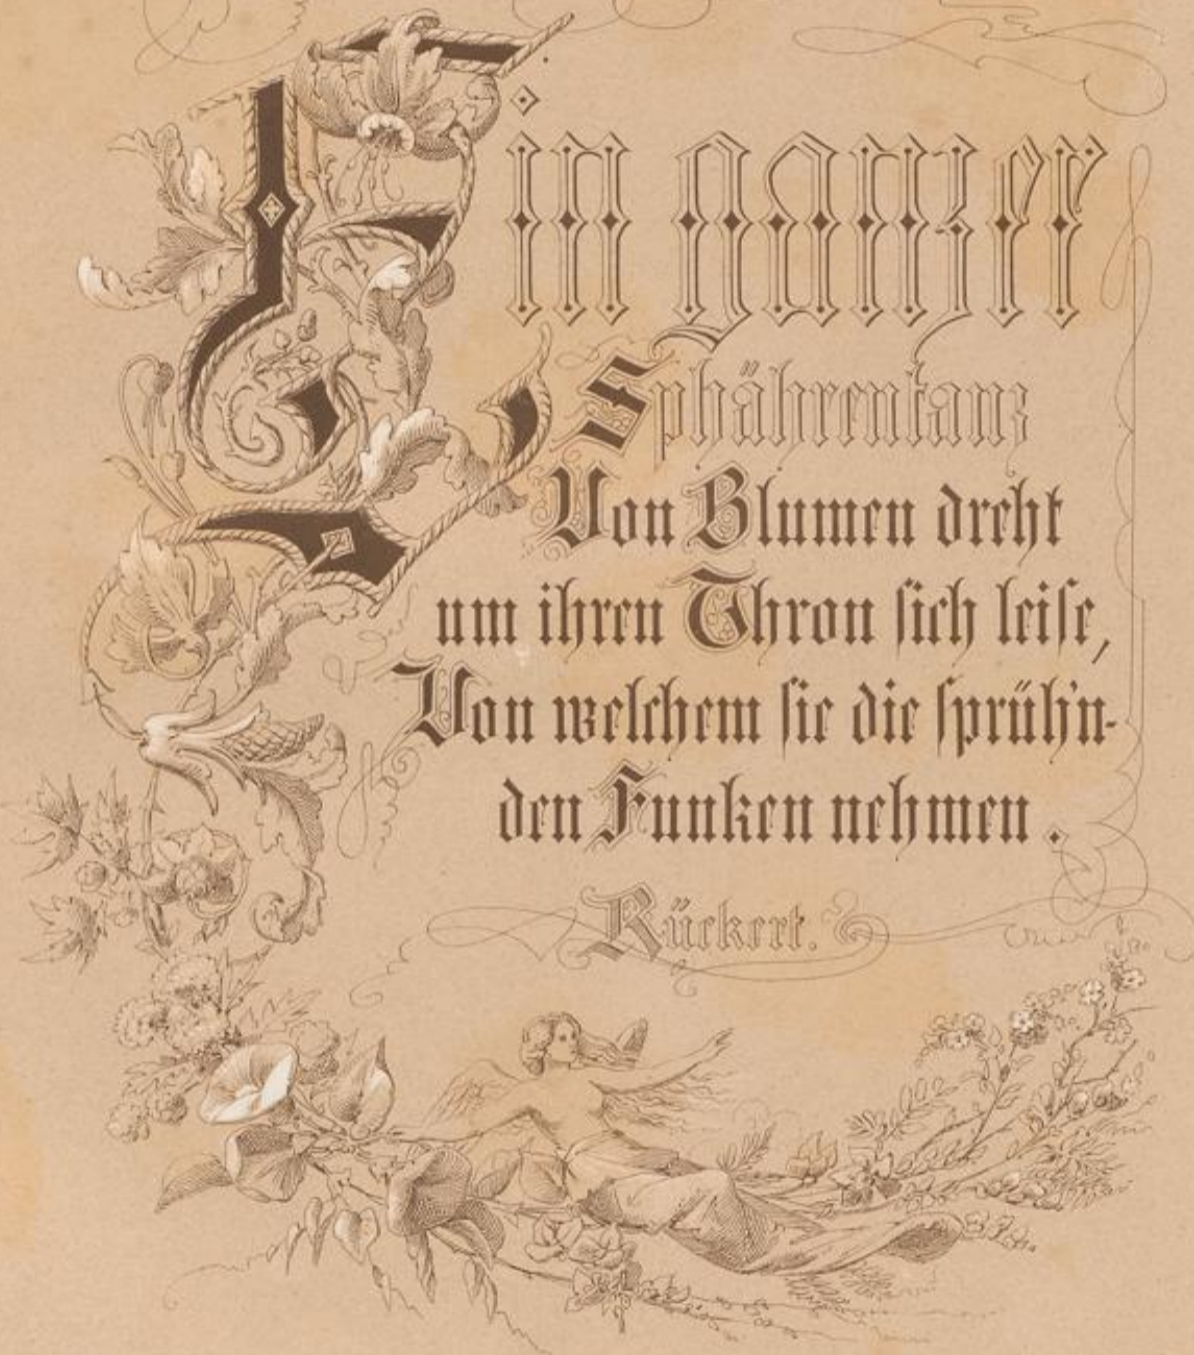 Ein ganzer
Sphährentanz
Von Blumen dreht
um ihren Thron sich leise,
Von welchem sie die sprüh'n-
den Funken nehmen.
Rückert.